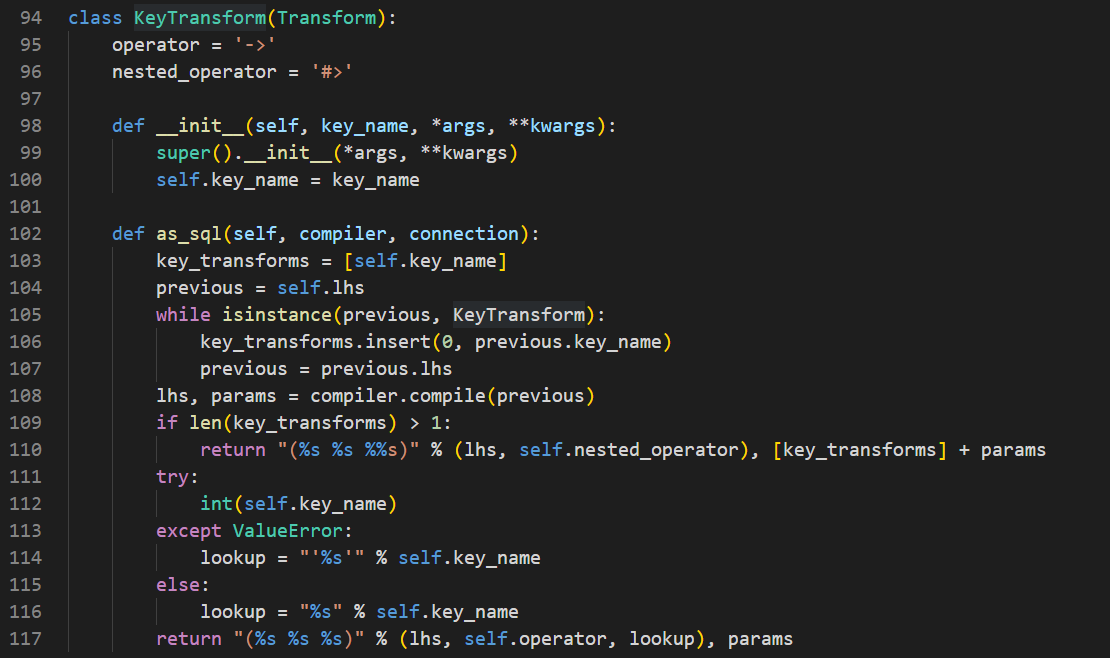 94 class KeyTransform(Transform):
95     operator = '->'
96     nested_operator = '#>'
97
98     def __init__(self, key_name, *args, **kwargs):
99         super().__init__(*args, **kwargs)
100         self.key_name = key_name
101
102     def as_sql(self, compiler, connection):
103         key_transforms = [self.key_name]
104         previous = self.lhs
105         while isinstance(previous, KeyTransform):
106             key_transforms.insert(0, previous.key_name)
107             previous = previous.lhs
108         lhs, params = compiler.compile(previous)
109         if len(key_transforms) > 1:
110             return "(%s %s %%s)" % (lhs, self.nested_operator), [key_transforms] + params
111         try:
112             int(self.key_name)
113         except ValueError:
114             lookup = "'%s'" % self.key_name
115         else:
116             lookup = "%s" % self.key_name
117         return "(%s %s %s)" % (lhs, self.operator, lookup), params